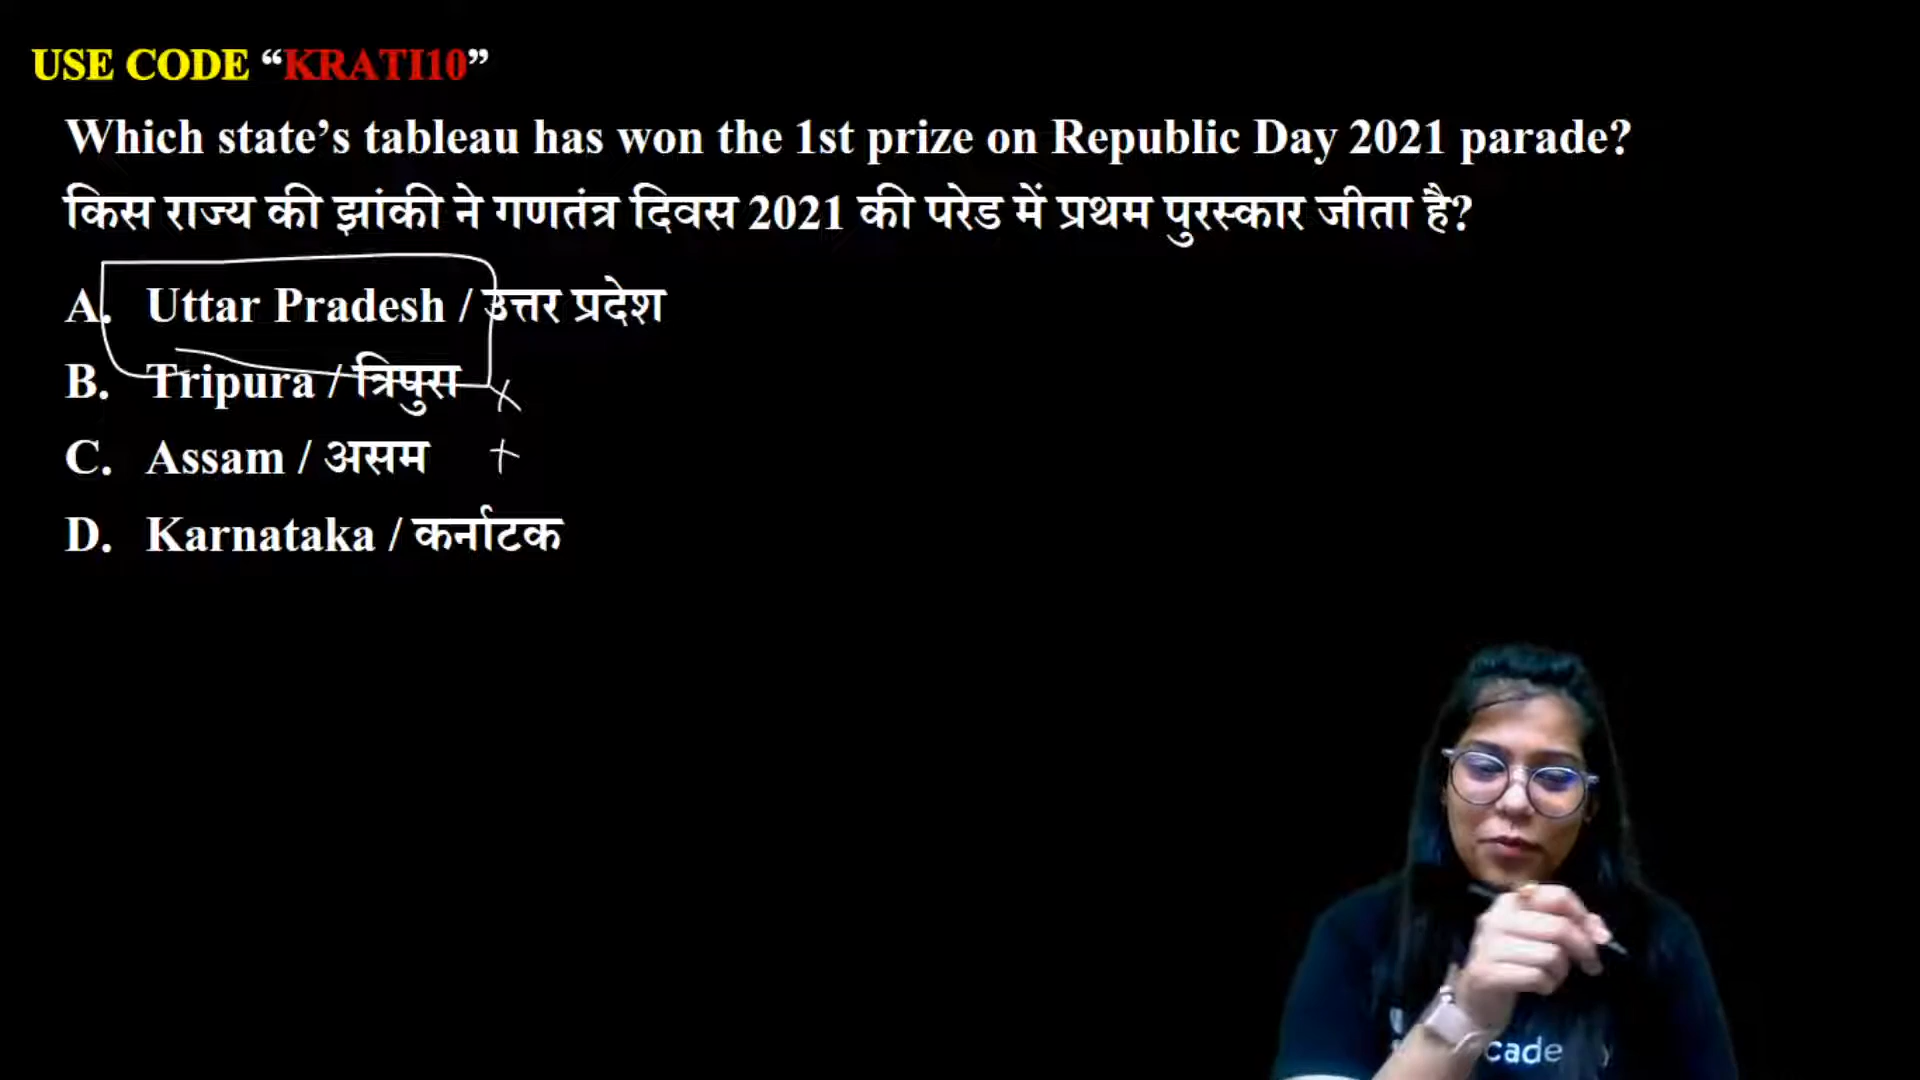 USE CODE “KRATI10”
Which state’s tableau has won the 1st prize on Republic Day 2021 parade?
किस राज्य की झांकी ने गणतंत्र दिवस 2021 की परेड में प्रथम पुरस्कार जीता है?
A. Uttar Pradesh / उत्तर प्रदेश
B. Tripura / त्रिपुरा
C. Assam / असम
D. Karnataka / कर्नाटक
cade